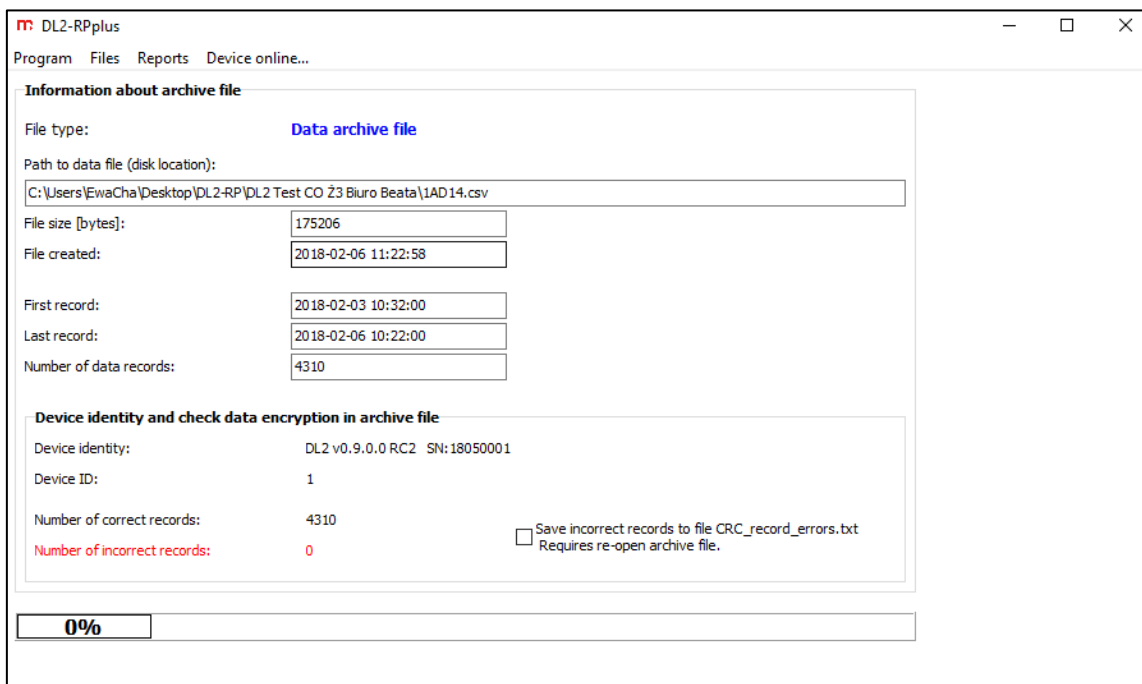 DL2-RPplus
Program Files Reports Device online...
Information about archive file
File type: Data archive file
Path to data file (disk location):
C:\Users\EwaCha\Desktop\DL2-RP\DL2 Test CO Ż3 Biuro Beata\1AD14.csv
File size [bytes]: 175206
File created: 2018-02-06 11:22:58
First record: 2018-02-03 10:32:00
Last record: 2018-02-06 10:22:00
Number of data records: 4310
Device identity and check data encryption in archive file
Device identity: DL2 v0.9.0.0 RC2 SN:18050001
Device ID: 1
Number of correct records: 4310
Save incorrect records to file CRC_record_errors.txt
Requires re-open archive file.
Number of incorrect records: 0
0%